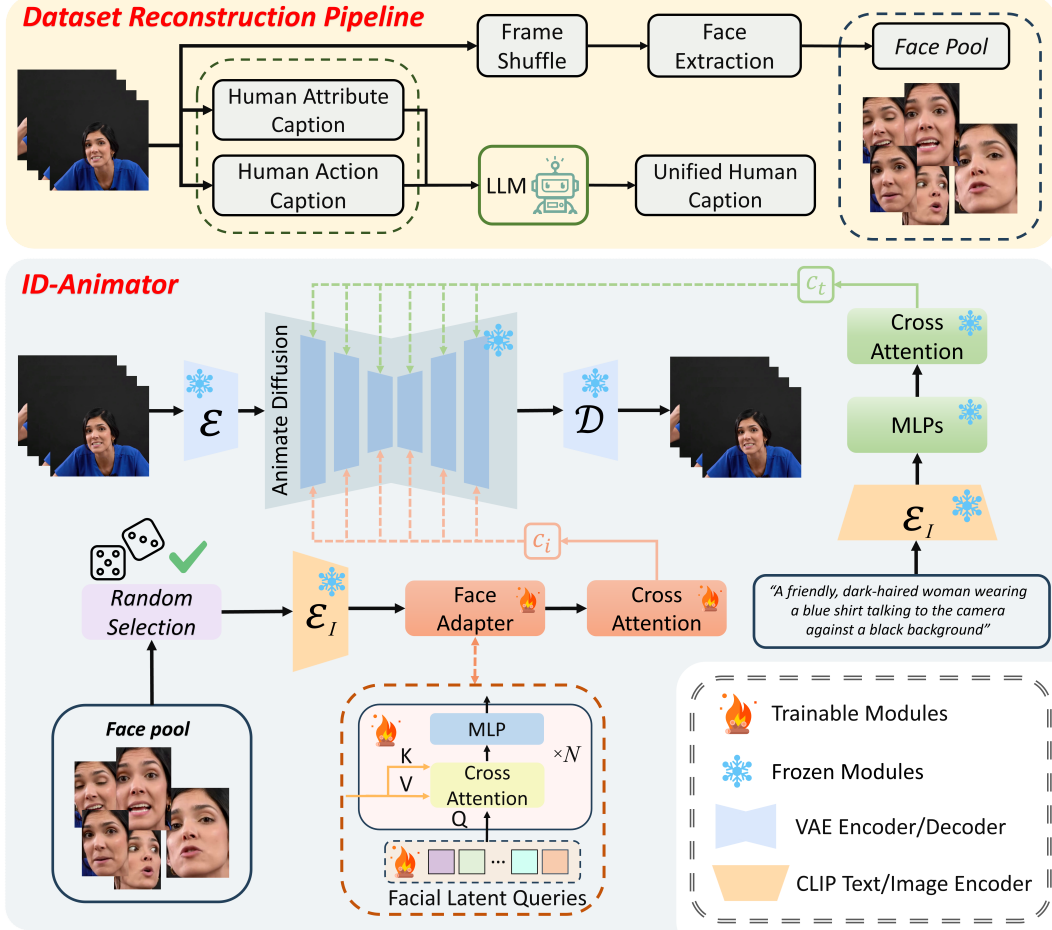 Dataset Reconstruction Pipeline
Frame
Shuffle
Face
Extraction
Face Pool
Human Attribute
Caption
Human Action
Caption
LLM
Unified Human
Caption
ID-Animator
c_t
Cross
Attention
Animate Diffusion
ℰ
𝒟
MLPs
ℰ_I
c_i
Random
Selection
ℰ_I
Face
Adapter
Cross
Attention
"A friendly, dark-haired woman wearing
a blue shirt talking to the camera
against a black background"
Face pool
MLP
×N
K
V
Cross
Attention
Q
...
Facial Latent Queries
Trainable Modules
Frozen Modules
VAE Encoder/Decoder
CLIP Text/Image Encoder